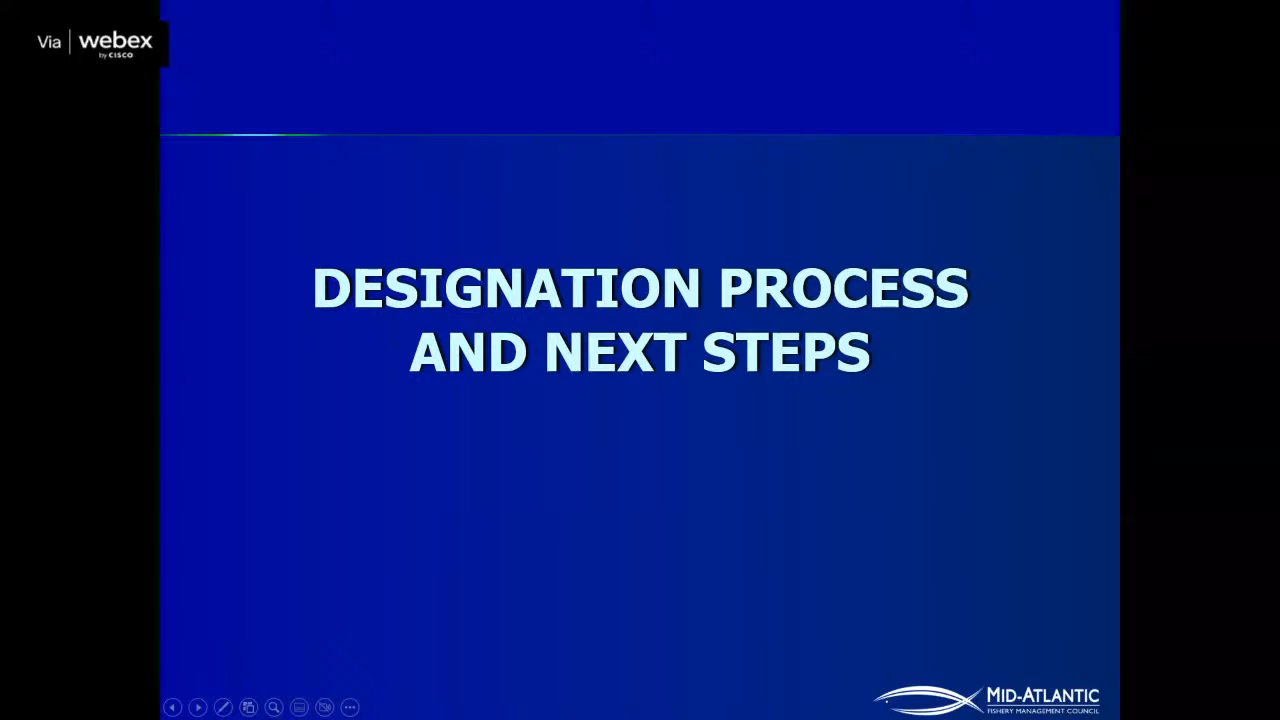 Via | webex
by CISCO
DESIGNATION PROCESS
AND NEXT STEPS
MID-ATLANTIC
FISHERY MANAGEMENT COUNCIL